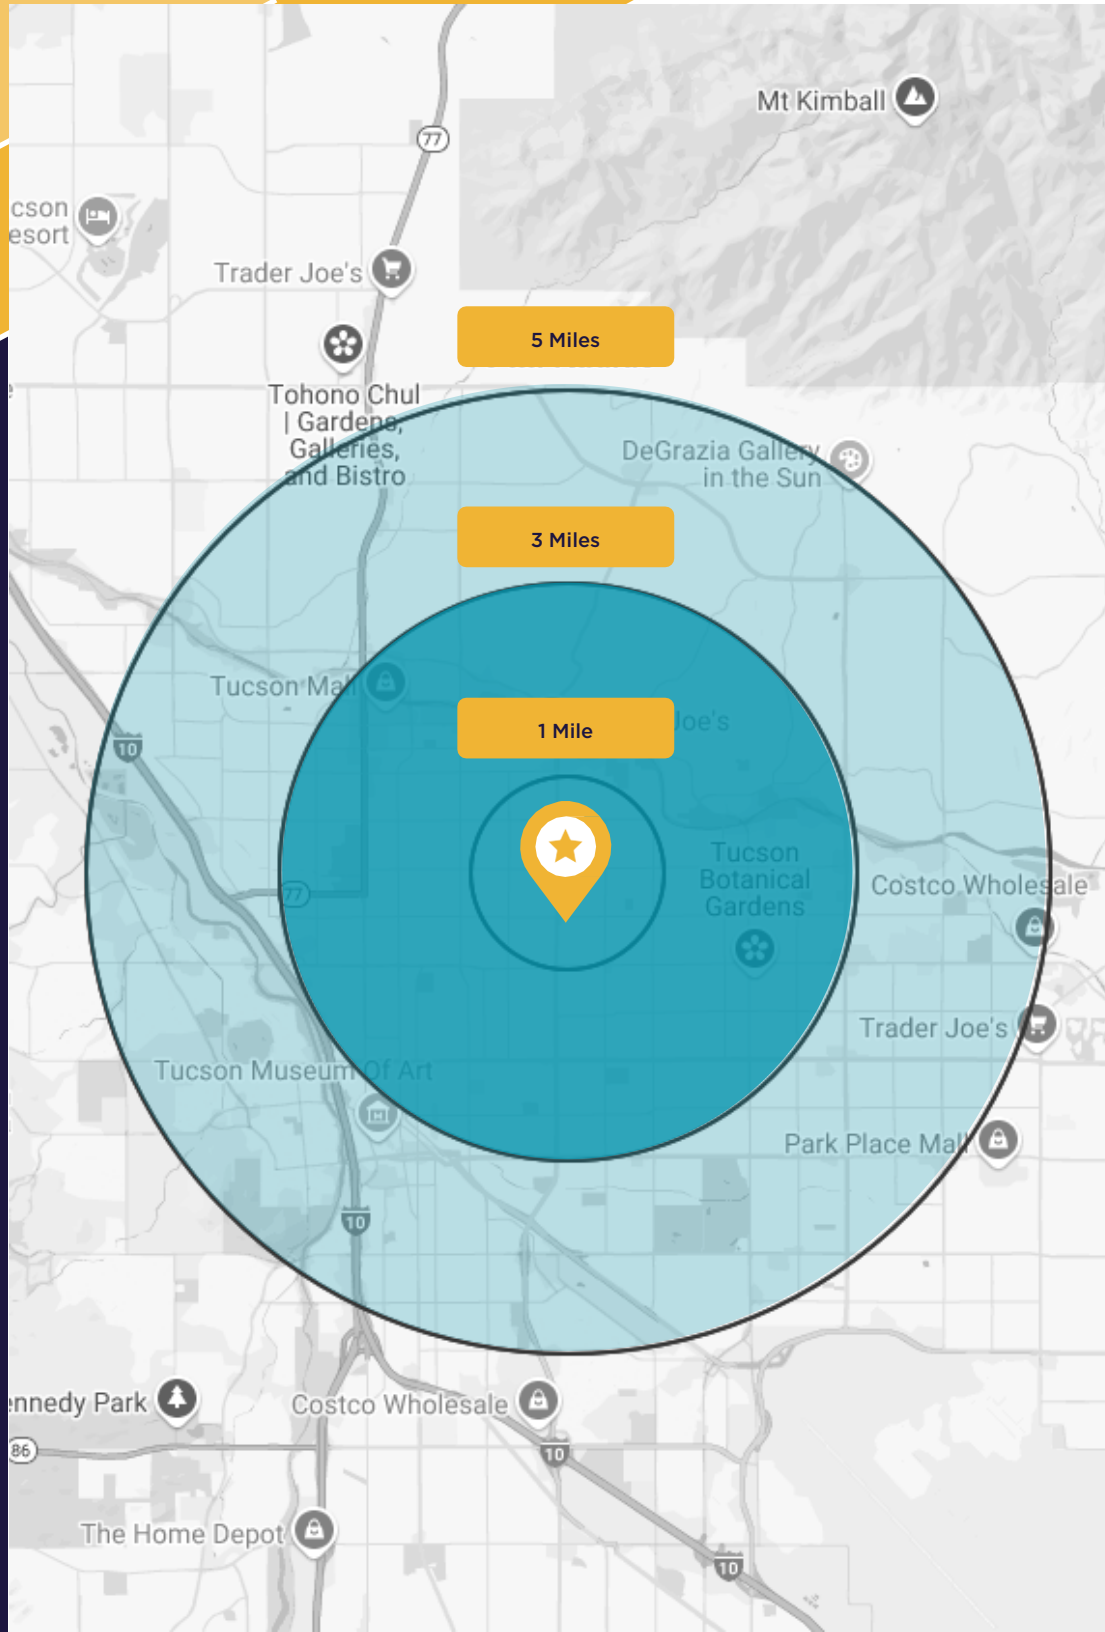 Mt Kimball
77
cson
esort
Trader Joe's
5 Miles
Tohono Chul
| Gardens,
Galleries,
and Bistro
DeGrazia Gallery
in the Sun
3 Miles
Tucson Mall
1 Mile
Joe's
10
Tucson
Botanical
Gardens
Costco Wholesale
77
Trader Joe's
Tucson Museum Of Art
Park Place Mall
10
ennedy Park
Costco Wholesale
86
10
The Home Depot
10